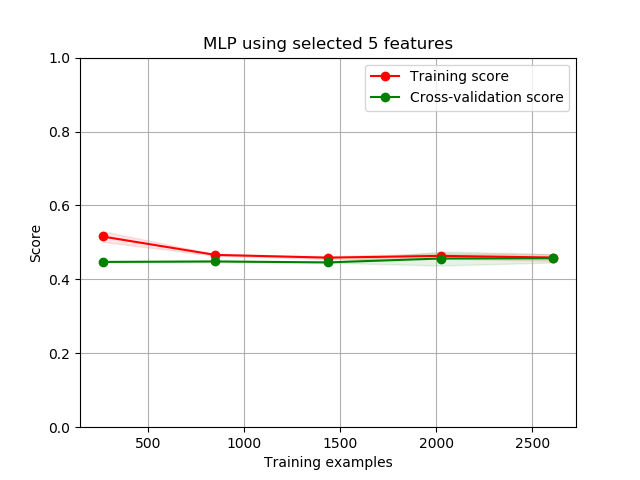 MLP using selected 5 features
Training score
Cross-validation score
1.0
0.8
0.6
0.4
0.2
0.0
Score
500
1000
1500
2000
2500
Training examples